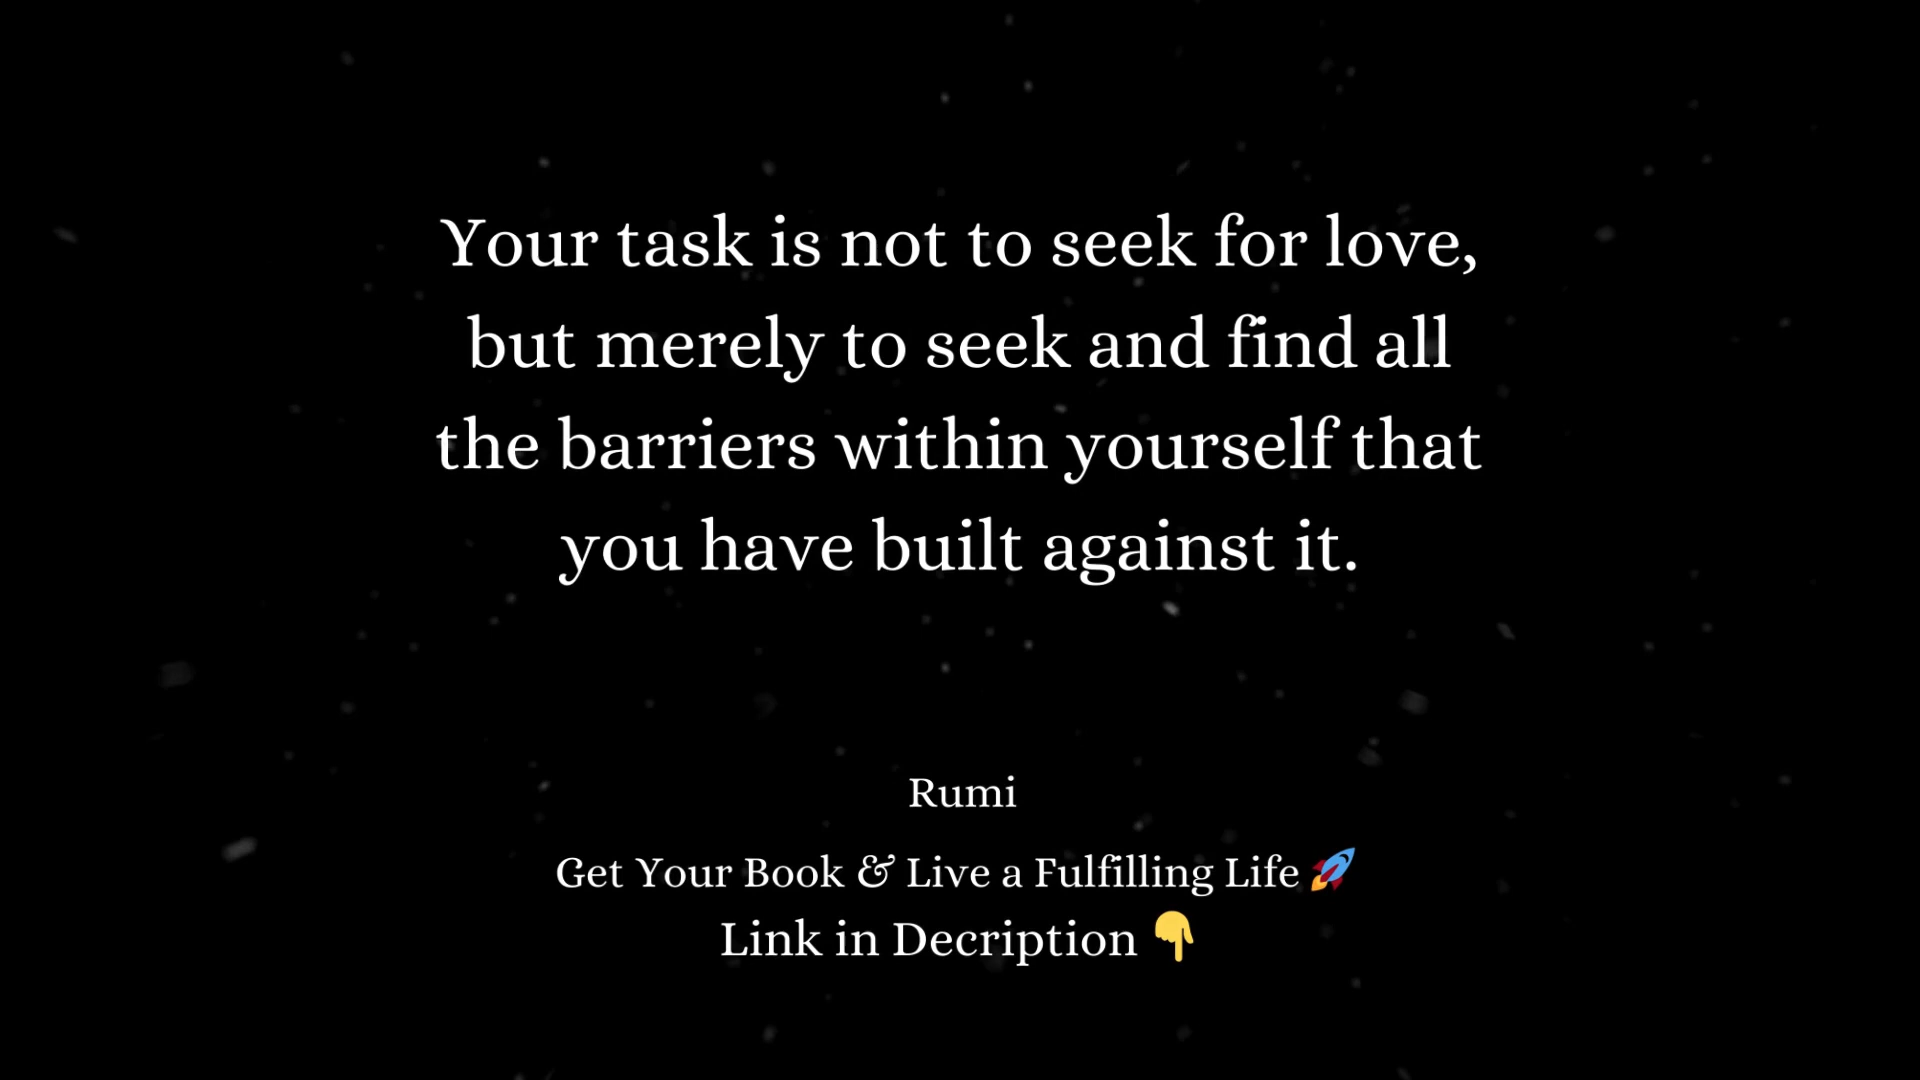 Your task is not to seek for love,
but merely to seek and find all
the barriers within yourself that
you have built against it.
Rumi
Get Your Book & Live a Fulfilling Life 🚀
Link in Decription 👇